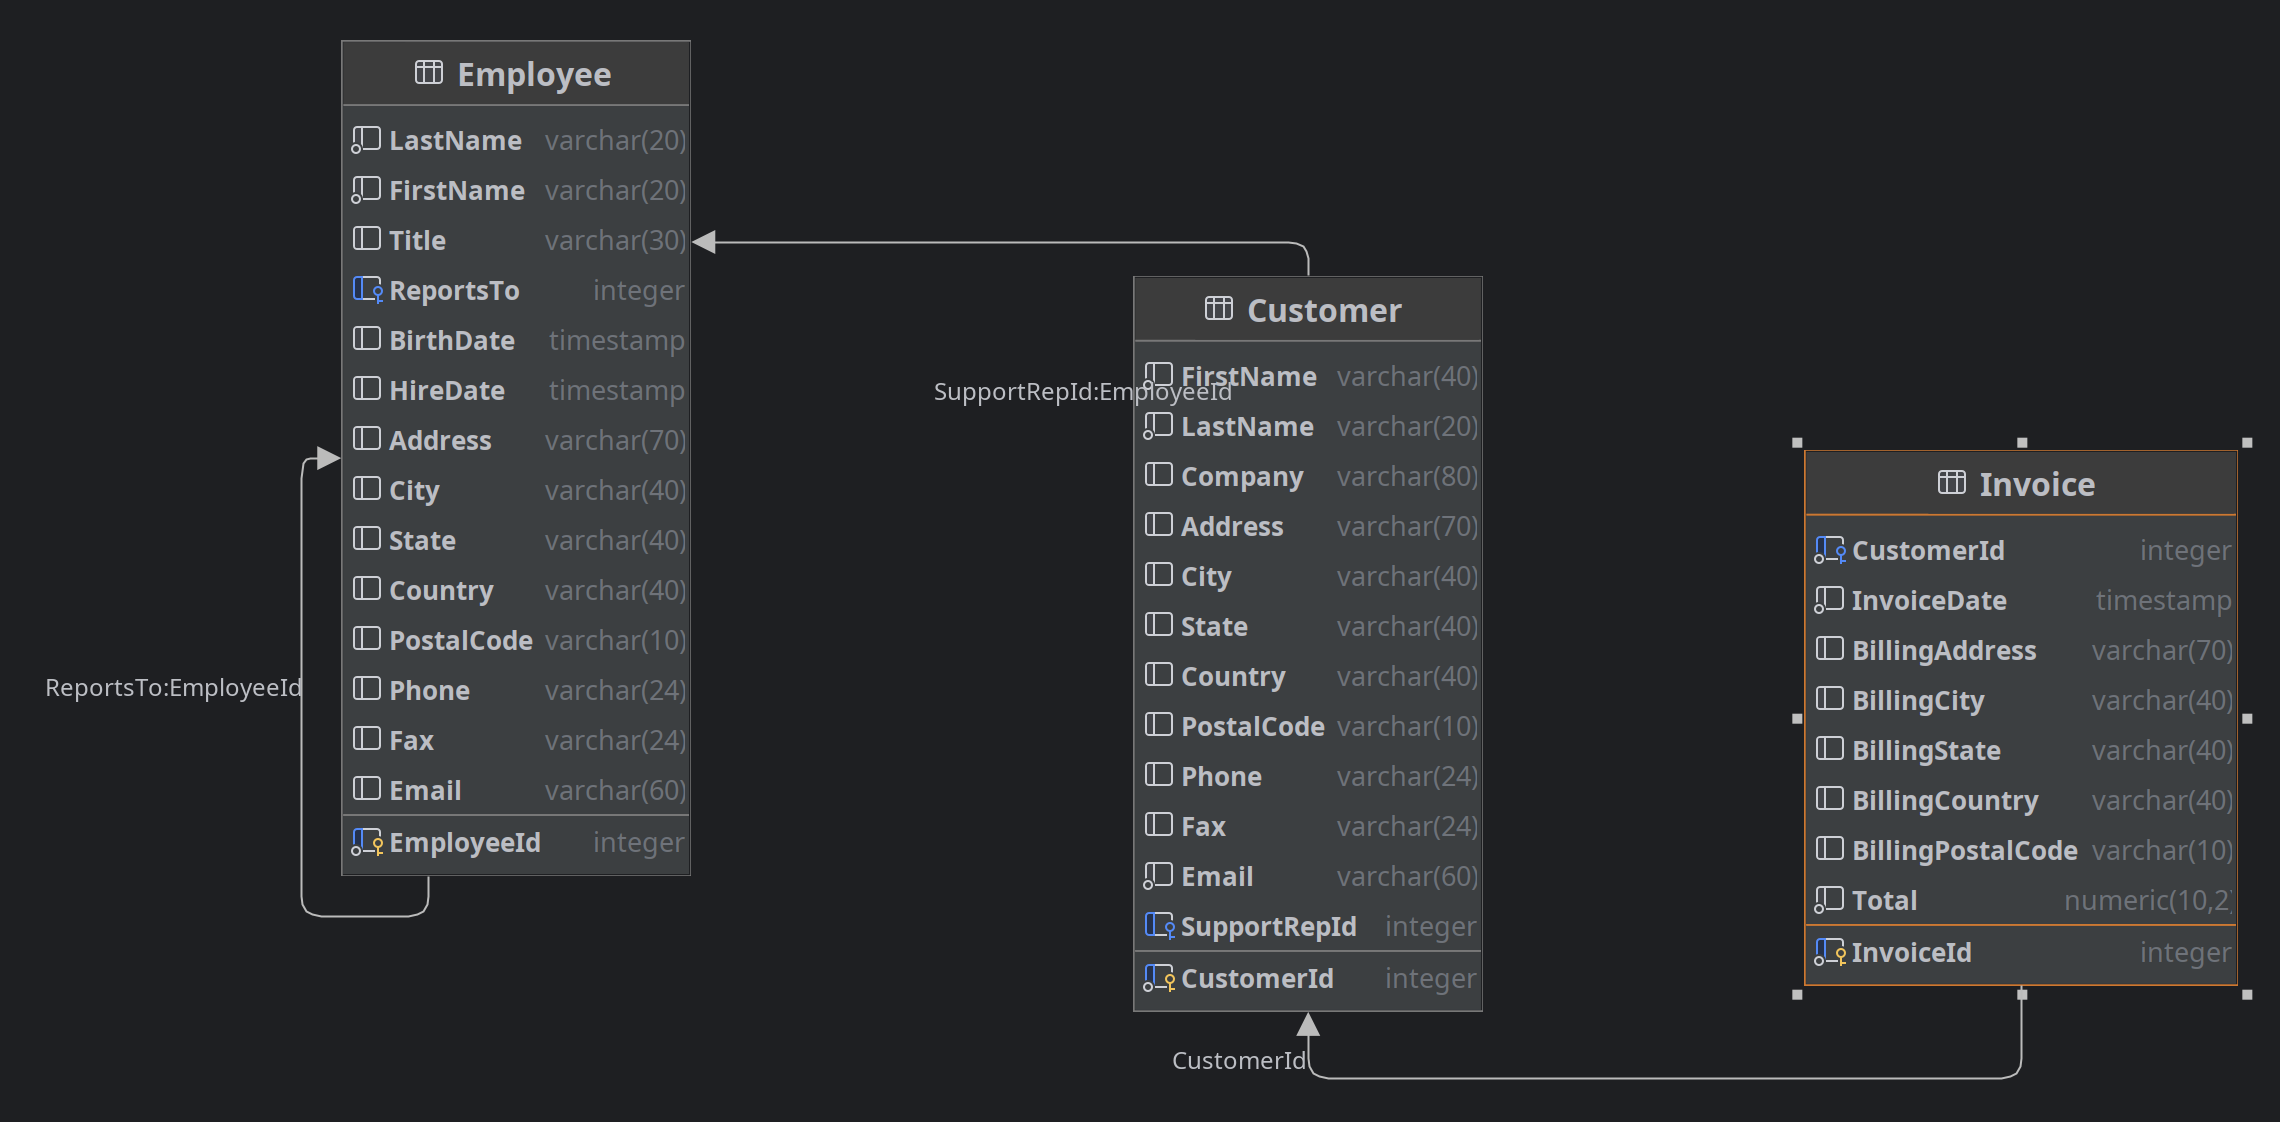 Employee
LastName varchar(20)
FirstName varchar(20)
Title varchar(30)
ReportsTo integer
BirthDate timestamp
HireDate timestamp
Address varchar(70)
City varchar(40)
State varchar(40)
Country varchar(40)
PostalCode varchar(10)
Phone varchar(24)
Fax varchar(24)
Email varchar(60)
EmployeeId integer
ReportsTo:EmployeeId
SupportRepId:EmployeeId
Customer
FirstName varchar(40)
LastName varchar(20)
Company varchar(80)
Address varchar(70)
City varchar(40)
State varchar(40)
Country varchar(40)
PostalCode varchar(10)
Phone varchar(24)
Fax varchar(24)
Email varchar(60)
SupportRepId integer
CustomerId integer
CustomerId
Invoice
CustomerId integer
InvoiceDate timestamp
BillingAddress varchar(70)
BillingCity varchar(40)
BillingState varchar(40)
BillingCountry varchar(40)
BillingPostalCode varchar(10)
Total numeric(10,2
InvoiceId integer